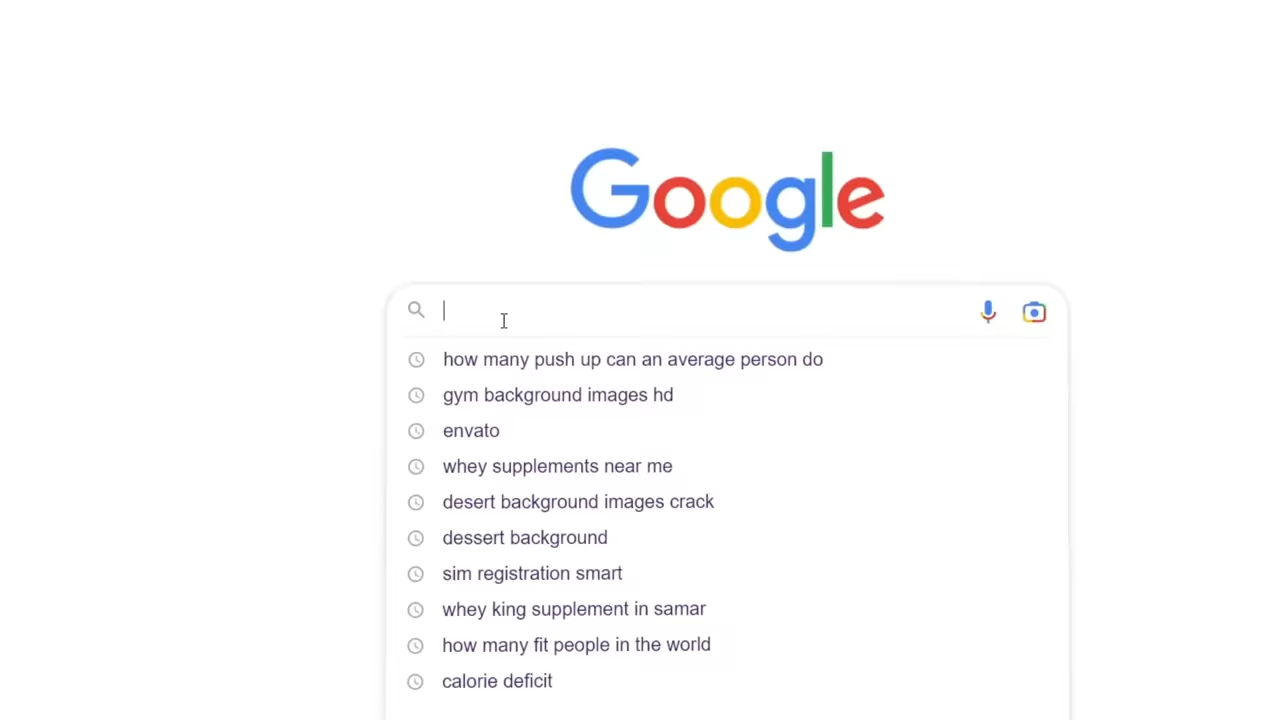 Google
how many push up can an average person do
gym background images hd
envato
whey supplements near me
desert background images crack
dessert background
sim registration smart
whey king supplement in samar
how many fit people in the world
calorie deficit